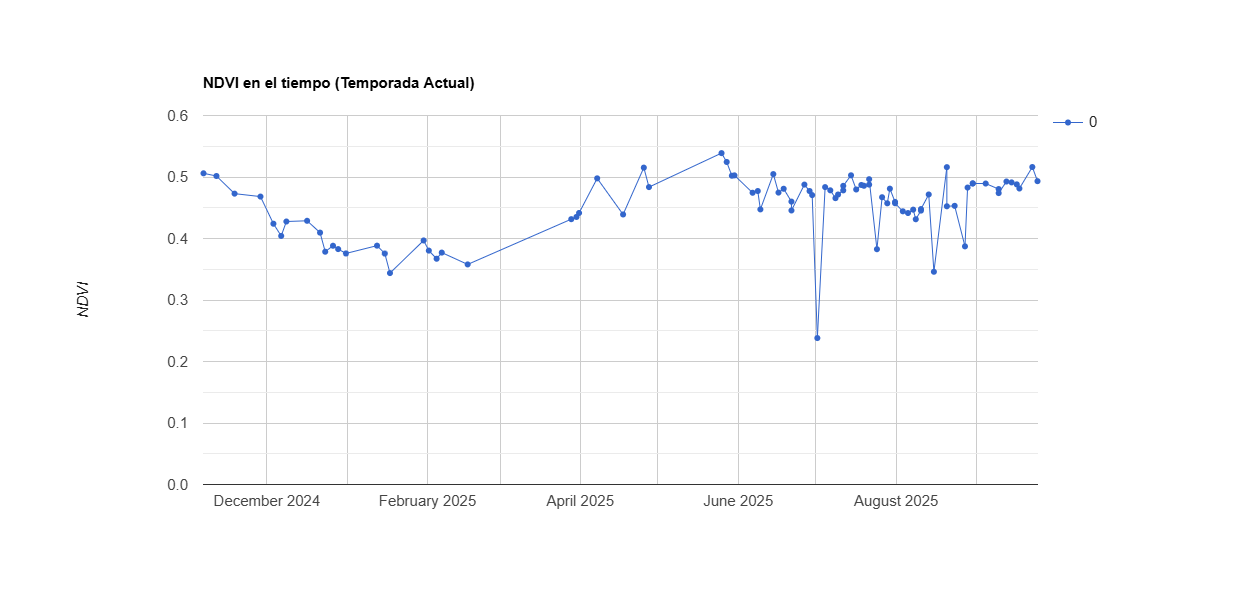 NDVI en el tiempo (Temporada Actual)
0.6
0.5
0.4
0.3
0.2
0.1
0.0
NDVI
0
December 2024
February 2025
April 2025
June 2025
August 2025